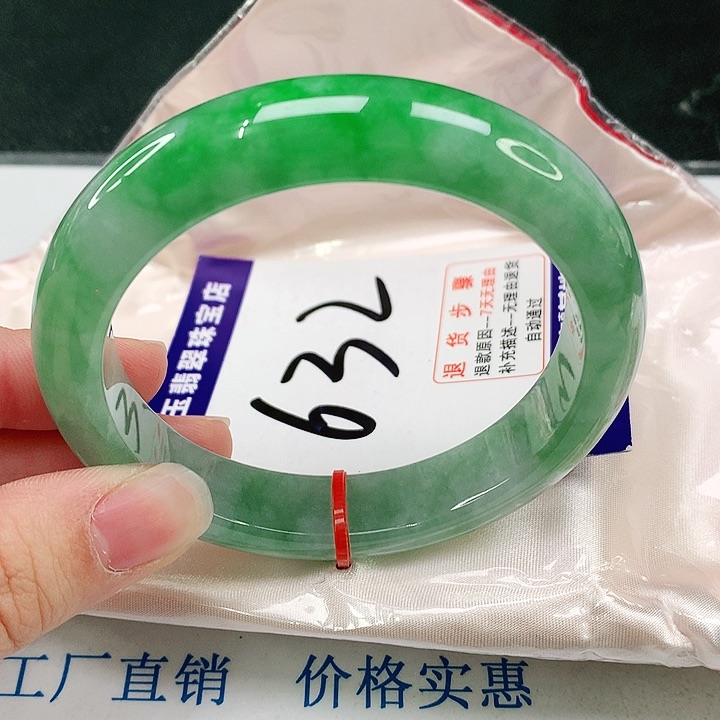 玉翡翠珠宝店
632
退货步骤
退款原因--7天无理由
补充描述--无理由退货
自动通过
工厂直销 价格实惠